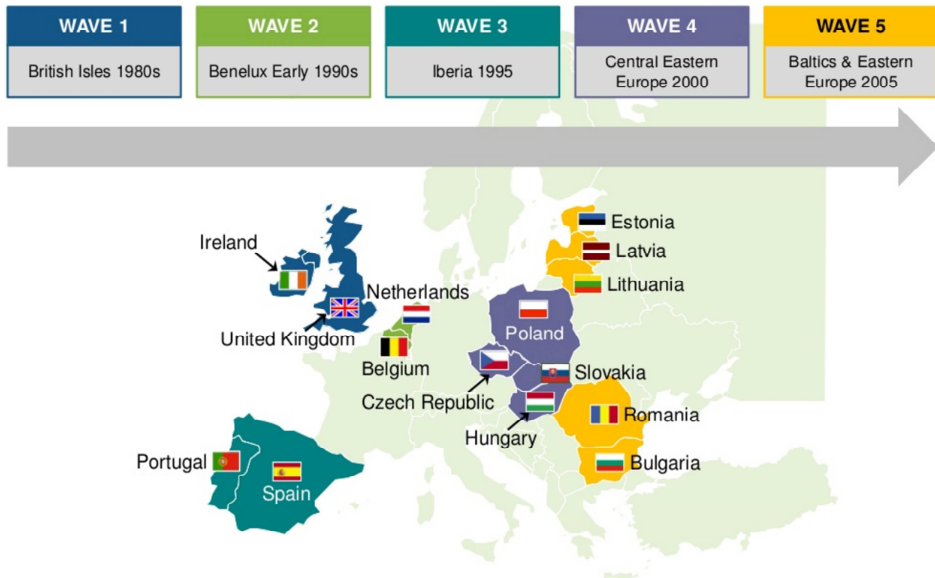 WAVE 1
WAVE 2
WAVE 3
WAVE 4
WAVE 5
British Isles 1980s
Benelux Early 1990s
Iberia 1995
Central Eastern
Europe 2000
Baltics & Eastern
Europe 2005
Estonia
Ireland
Latvia
Lithuania
Netherlands
United Kingdom
Poland
Belgium
Slovakia
Czech Republic
Romania
Hungary
Portugal
Bulgaria
Spain